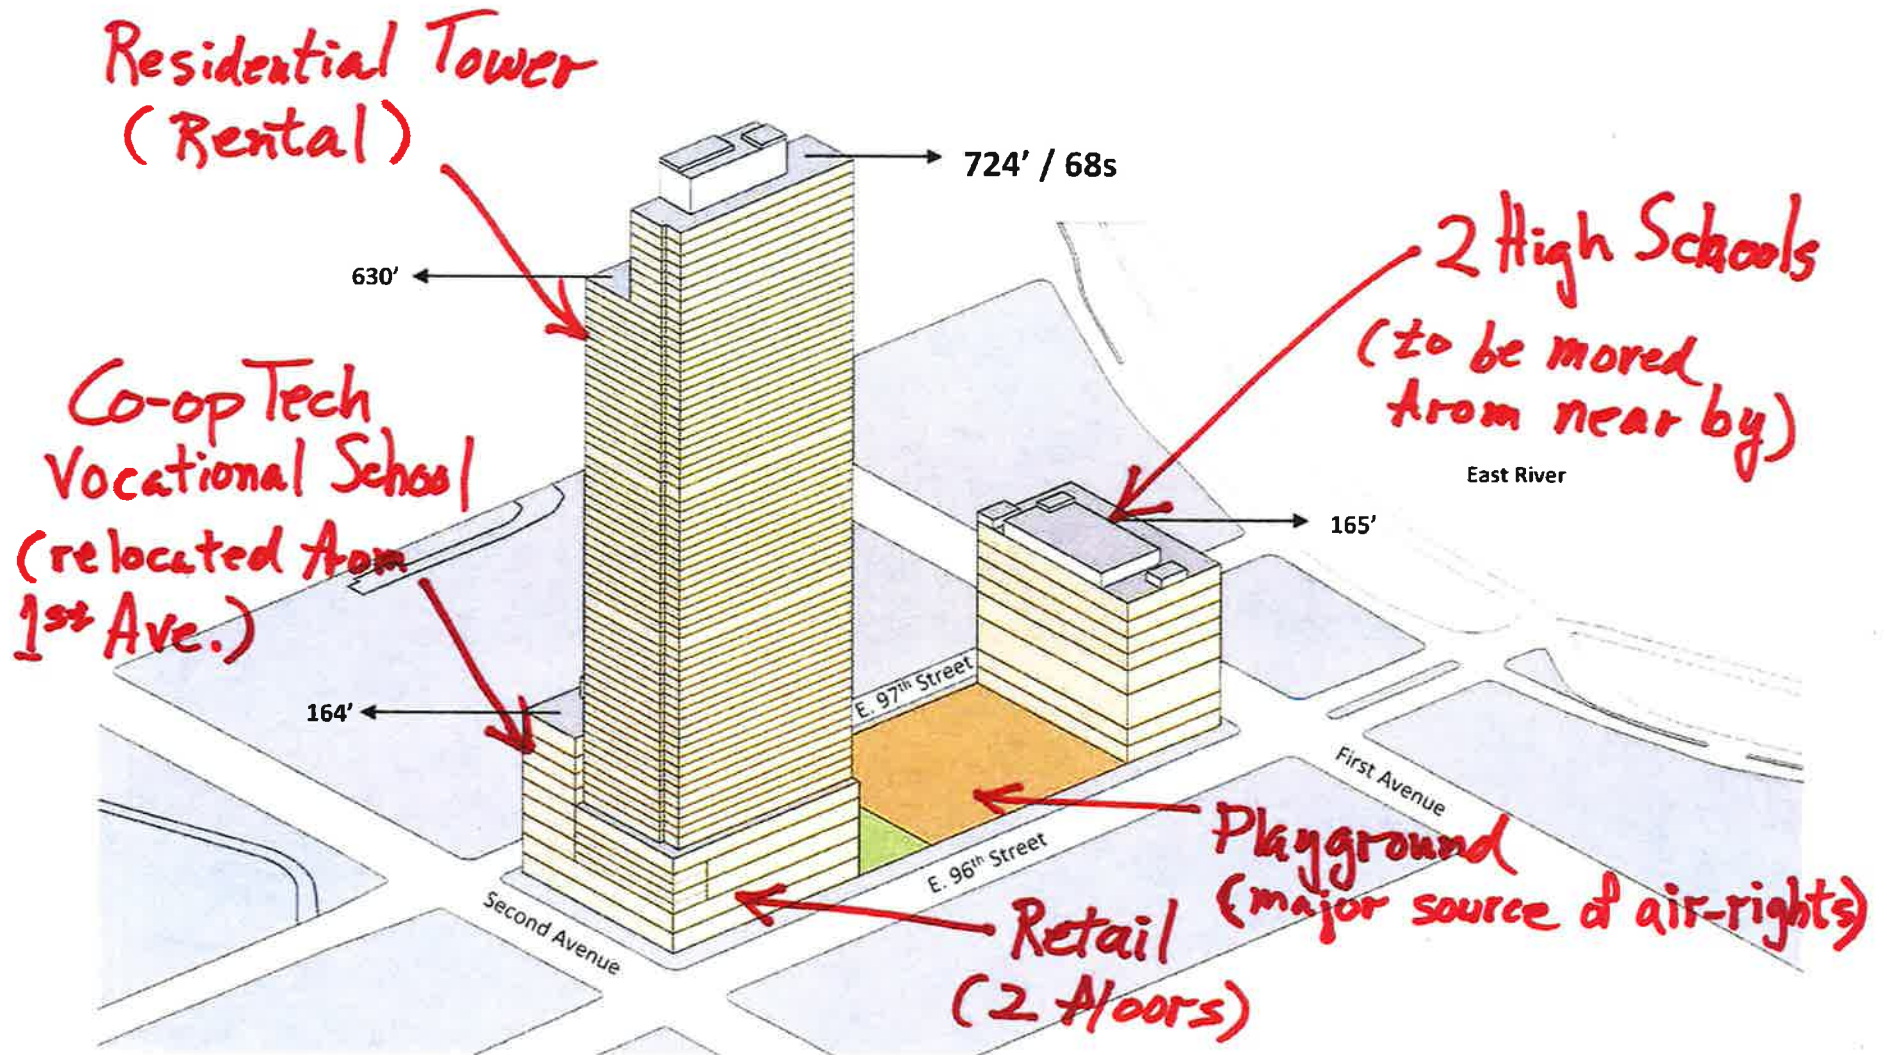 Residential Tower
(Rental)
724' / 68s
630'
2 High Schools
(to be moved
from near by)
East River
165'
Co-op Tech
Vocational School
(relocated from
1st Ave.)
164'
E. 97th Street
First Avenue
Playground
(major source of air-rights)
E. 96th Street
Second Avenue
Retail
(2 floors)